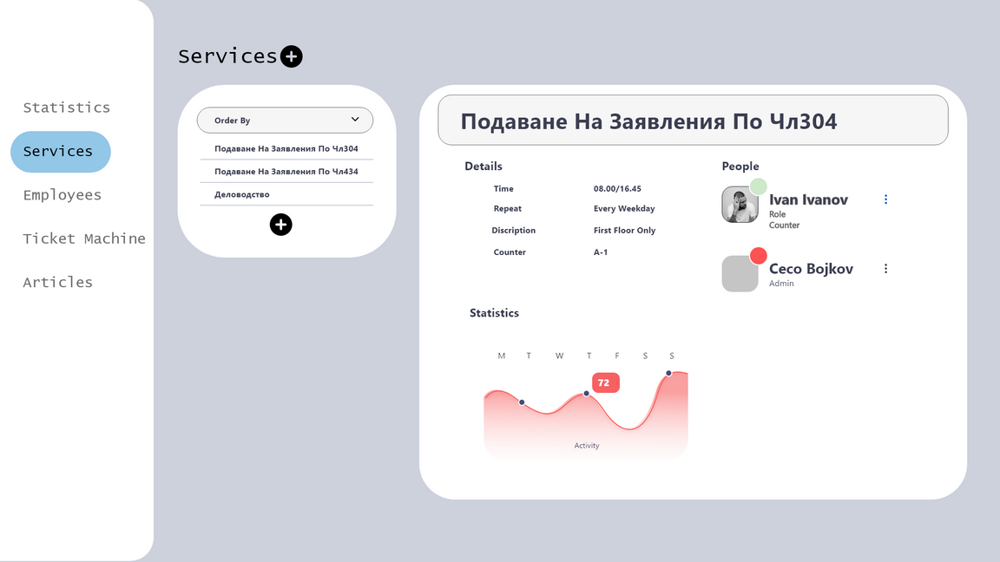 Statistics
Services
Employees
Ticket Machine
Articles
Services
Order By
Подаване На Заявления По Чл304
Подаване На Заявления По Чл434
Деловодство
Подаване На Заявления По Чл304
Details
Time 08.00/16.45
Repeat Every Weekday
Discription First Floor Only
Counter A-1
People
Ivan Ivanov
Role
Counter
Ceco Bojkov
Admin
Statistics
M T W T F S S
72
Activity